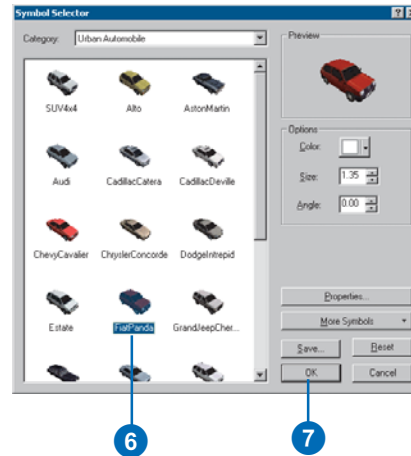 Symbol Selector
Category: Urban Automobile
SUV4x4 Alto AstonMartin
Audi CadillacCatera CadillacDeville
ChevyCavalier ChryslerConcorde DodgeIntrepid
Estate FiatPanda GrandJeepCher...
Preview
Options
Color:
Size: 1.35
Angle: 0.00
Properties...
More Symbols
Save... Reset
OK Cancel
6 7